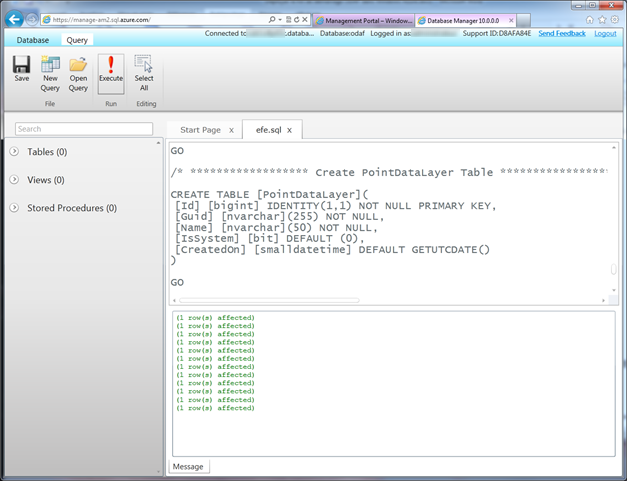 https://manage-am2.sql.azure.com/
Management Portal – Window...
Database Manager 10.0.0.0
Database
Query
Connected to
.databa...
Database:odaf
Logged in as:
Support ID:D8AFA84E
Send Feedback
Logout
Save
New Query
Open Query
Execute
Select All
File
Run
Editing
Search
Start Page x
efe.sql x
Tables (0)
Views (0)
Stored Procedures (0)
GO
/* ****************** Create PointDataLayer Table *****************
CREATE TABLE [PointDataLayer](
[Id] [bigint] IDENTITY(1,1) NOT NULL PRIMARY KEY,
[Guid] [nvarchar](255) NOT NULL,
[Name] [nvarchar](50) NOT NULL,
[IsSystem] [bit] DEFAULT (0),
[CreatedOn] [smalldatetime] DEFAULT GETUTCDATE()
)
GO
(1 row(s) affected)
(1 row(s) affected)
(1 row(s) affected)
(1 row(s) affected)
(1 row(s) affected)
(1 row(s) affected)
(1 row(s) affected)
(1 row(s) affected)
(1 row(s) affected)
(1 row(s) affected)
(1 row(s) affected)
(1 row(s) affected)
Message